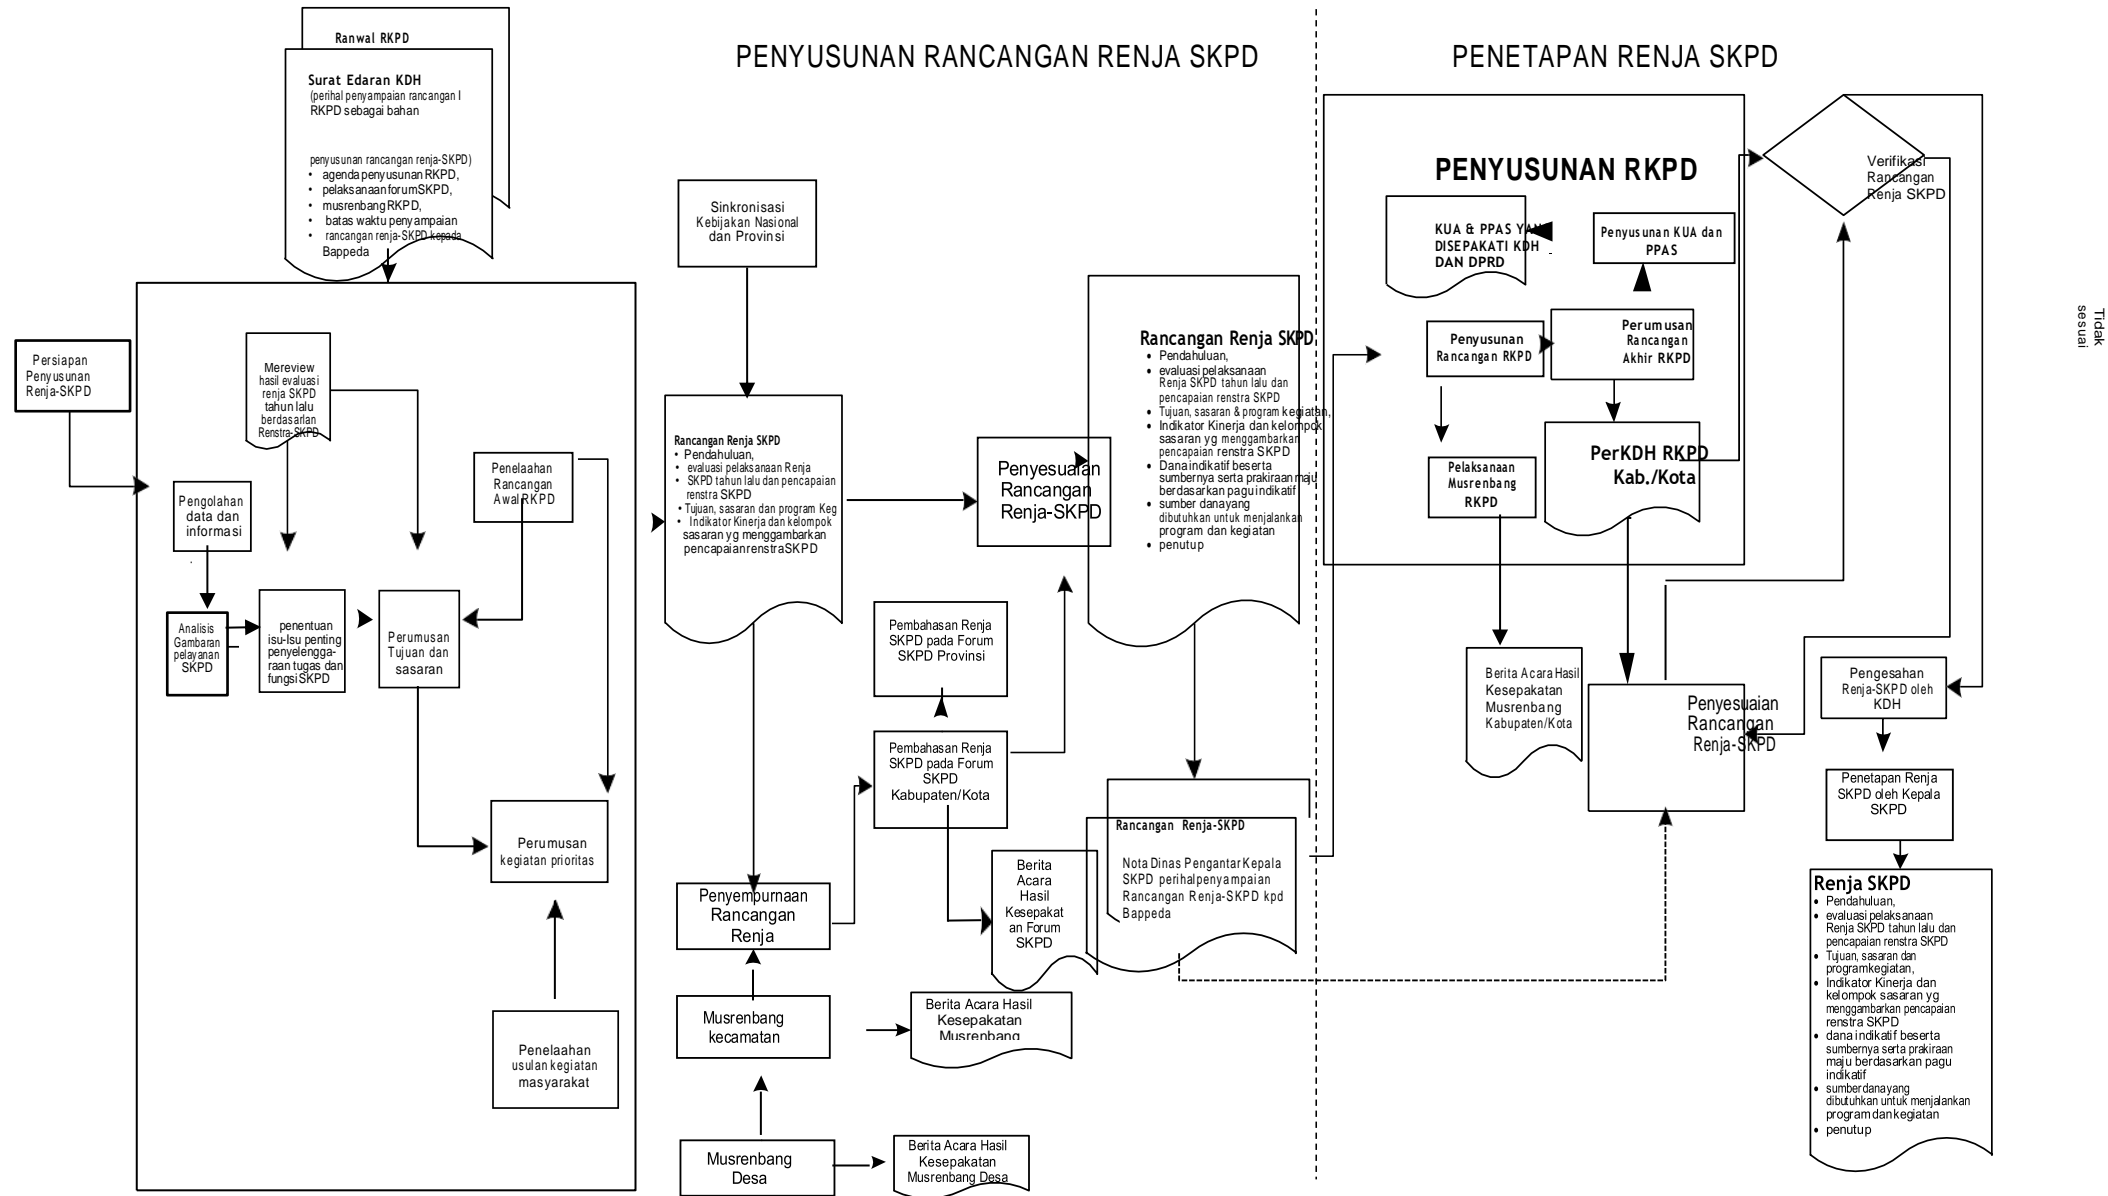 Ranwal RKPD
Surat Edaran KDH
(perihal penyampaian rancangan I
RKPD sebagai bahan
penyusunan rancangan renja-SKPD)
• agenda penyusunan RKPD,
• pelaksanaan forum SKPD,
• musrenbang RKPD,
• batas waktu penyampaian
• rancangan renja-SKPD kepada
Bappeda
PENYUSUNAN RANCANGAN RENJA SKPD
PENETAPAN RENJA SKPD
Persiapan
Penyusunan
Renja-SKPD
Mereview
hasil evaluasi
renja SKPD
tahun lalu
berdasarlan
Renstra-SKPD
Pengolahan
data dan
informasi
Penelaahan
Rancangan
Awal RKPD
Analisis
Gambaran
pelayanan
SKPD
penentuan
isu-Isu penting
penyelengga-
raan tugas dan
fungsi SKPD
Perumusan
Tujuan dan
sasaran
Perumusan
kegiatan prioritas
Penelaahan
usulan kegiatan
masyarakat
Sinkronisasi
Kebijakan Nasional
dan Provinsi
Rancangan Renja SKPD
• Pendahuluan,
• evaluasi pelaksanaan Renja
• SKPD tahun lalu dan pencapaian
renstra SKPD
• Tujuan, sasaran dan program Keg
• Indikator Kinerja dan kelompok
sasaran yg menggambarkan
pencapaian renstra SKPD
Penyesuaian
Rancangan
Renja-SKPD
Pembahasan Renja
SKPD pada Forum
SKPD Provinsi
Pembahasan Renja
SKPD pada Forum
SKPD
Kabupaten/Kota
Penyempurnaan
Rancangan
Renja
Berita
Acara
Hasil
Kesepakat
an Forum
SKPD
Musrenbang
kecamatan
Berita Acara Hasil
Kesepakatan
Musrenbang
Musrenbang
Desa
Berita Acara Hasil
Kesepakatan
Musrenbang Desa
Rancangan Renja SKPD
• Pendahuluan,
• evaluasi pelaksanaan
Renja SKPD tahun lalu dan
pencapaian renstra SKPD
• Tujuan, sasaran & program kegiatan,
• Indikator Kinerja dan kelompok
sasaran yg menggambarkan
pencapaian renstra SKPD
• Dana indikatif beserta
sumbernya serta prakiraan maju
berdasarkan pagu indikatif
• sumber dana yang
dibutuhkan untuk menjalankan
program dan kegiatan
• penutup
Rancangan Renja-SKPD
Nota Dinas Pengantar Kepala
SKPD perihal penyampaian
Rancangan Renja-SKPD kpd
Bappeda
PENYUSUNAN RKPD
KUA & PPAS YAN
DISEPAKATI KDH
DAN DPRD
Penyusunan KUA dan
PPAS
Penyusunan
Rancangan RKPD
Perumusan
Rancangan
Akhir RKPD
Pelaksanaan
Musrenbang
RKPD
PerKDH RKPD
Kab./Kota
Berita Acara Hasil
Kesepakatan
Musrenbang
Kabupaten/Kota
Penyesuaian
Rancangan
Renja-SKPD
Verifikasi
Rancangan
Renja SKPD
Tidak
sesuai
Pengesahan
Renja-SKPD oleh
KDH
Penetapan Renja
SKPD oleh Kepala
SKPD
Renja SKPD
• Pendahuluan,
• evaluasi pelaksanaan
Renja SKPD tahun lalu dan
pencapaian renstra SKPD
• Tujuan, sasaran dan
program kegiatan,
• Indikator Kinerja dan
kelompok sasaran yg
menggambarkan pencapaian
renstra SKPD
• dana indikatif beserta
sumbernya serta prakiraan
maju berdasarkan pagu
indikatif
• sumber dana yang
dibutuhkan untuk menjalankan
program dan kegiatan
• penutup